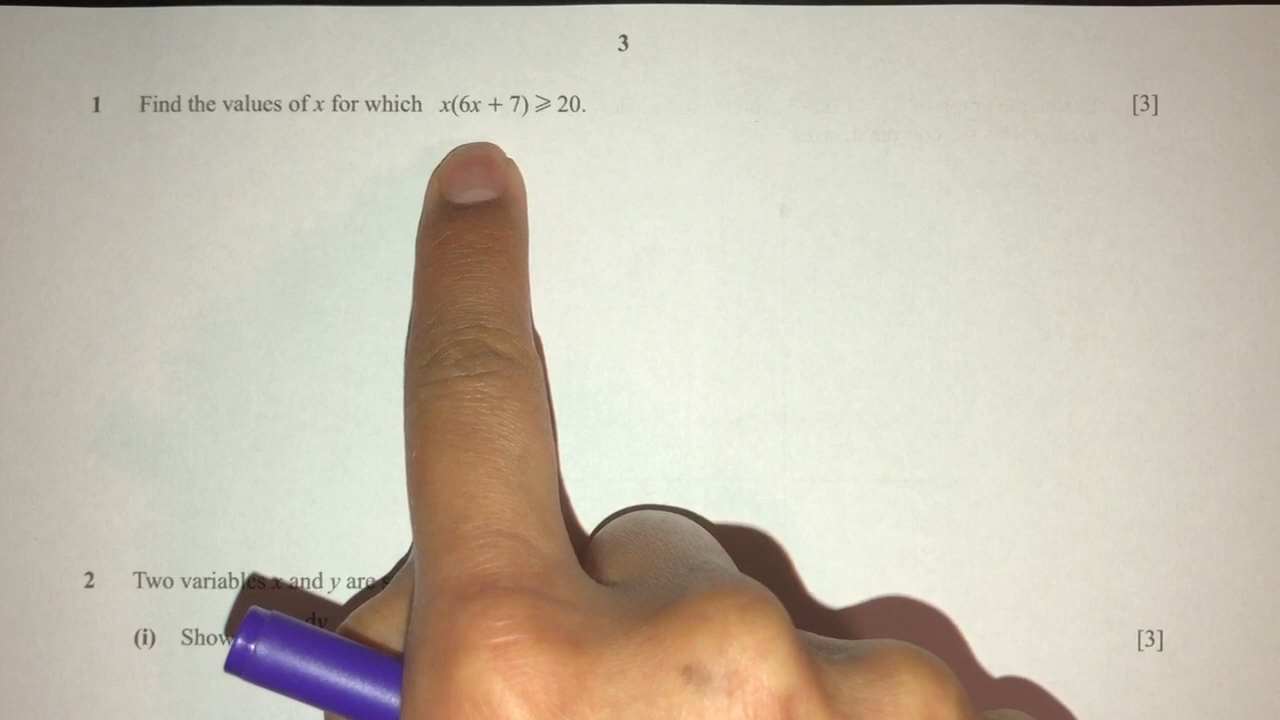 3
1 Find the values of x for which x(6x + 7) ⩾ 20. [3]
2 Two variables x and y are
(i) Show dy [3]